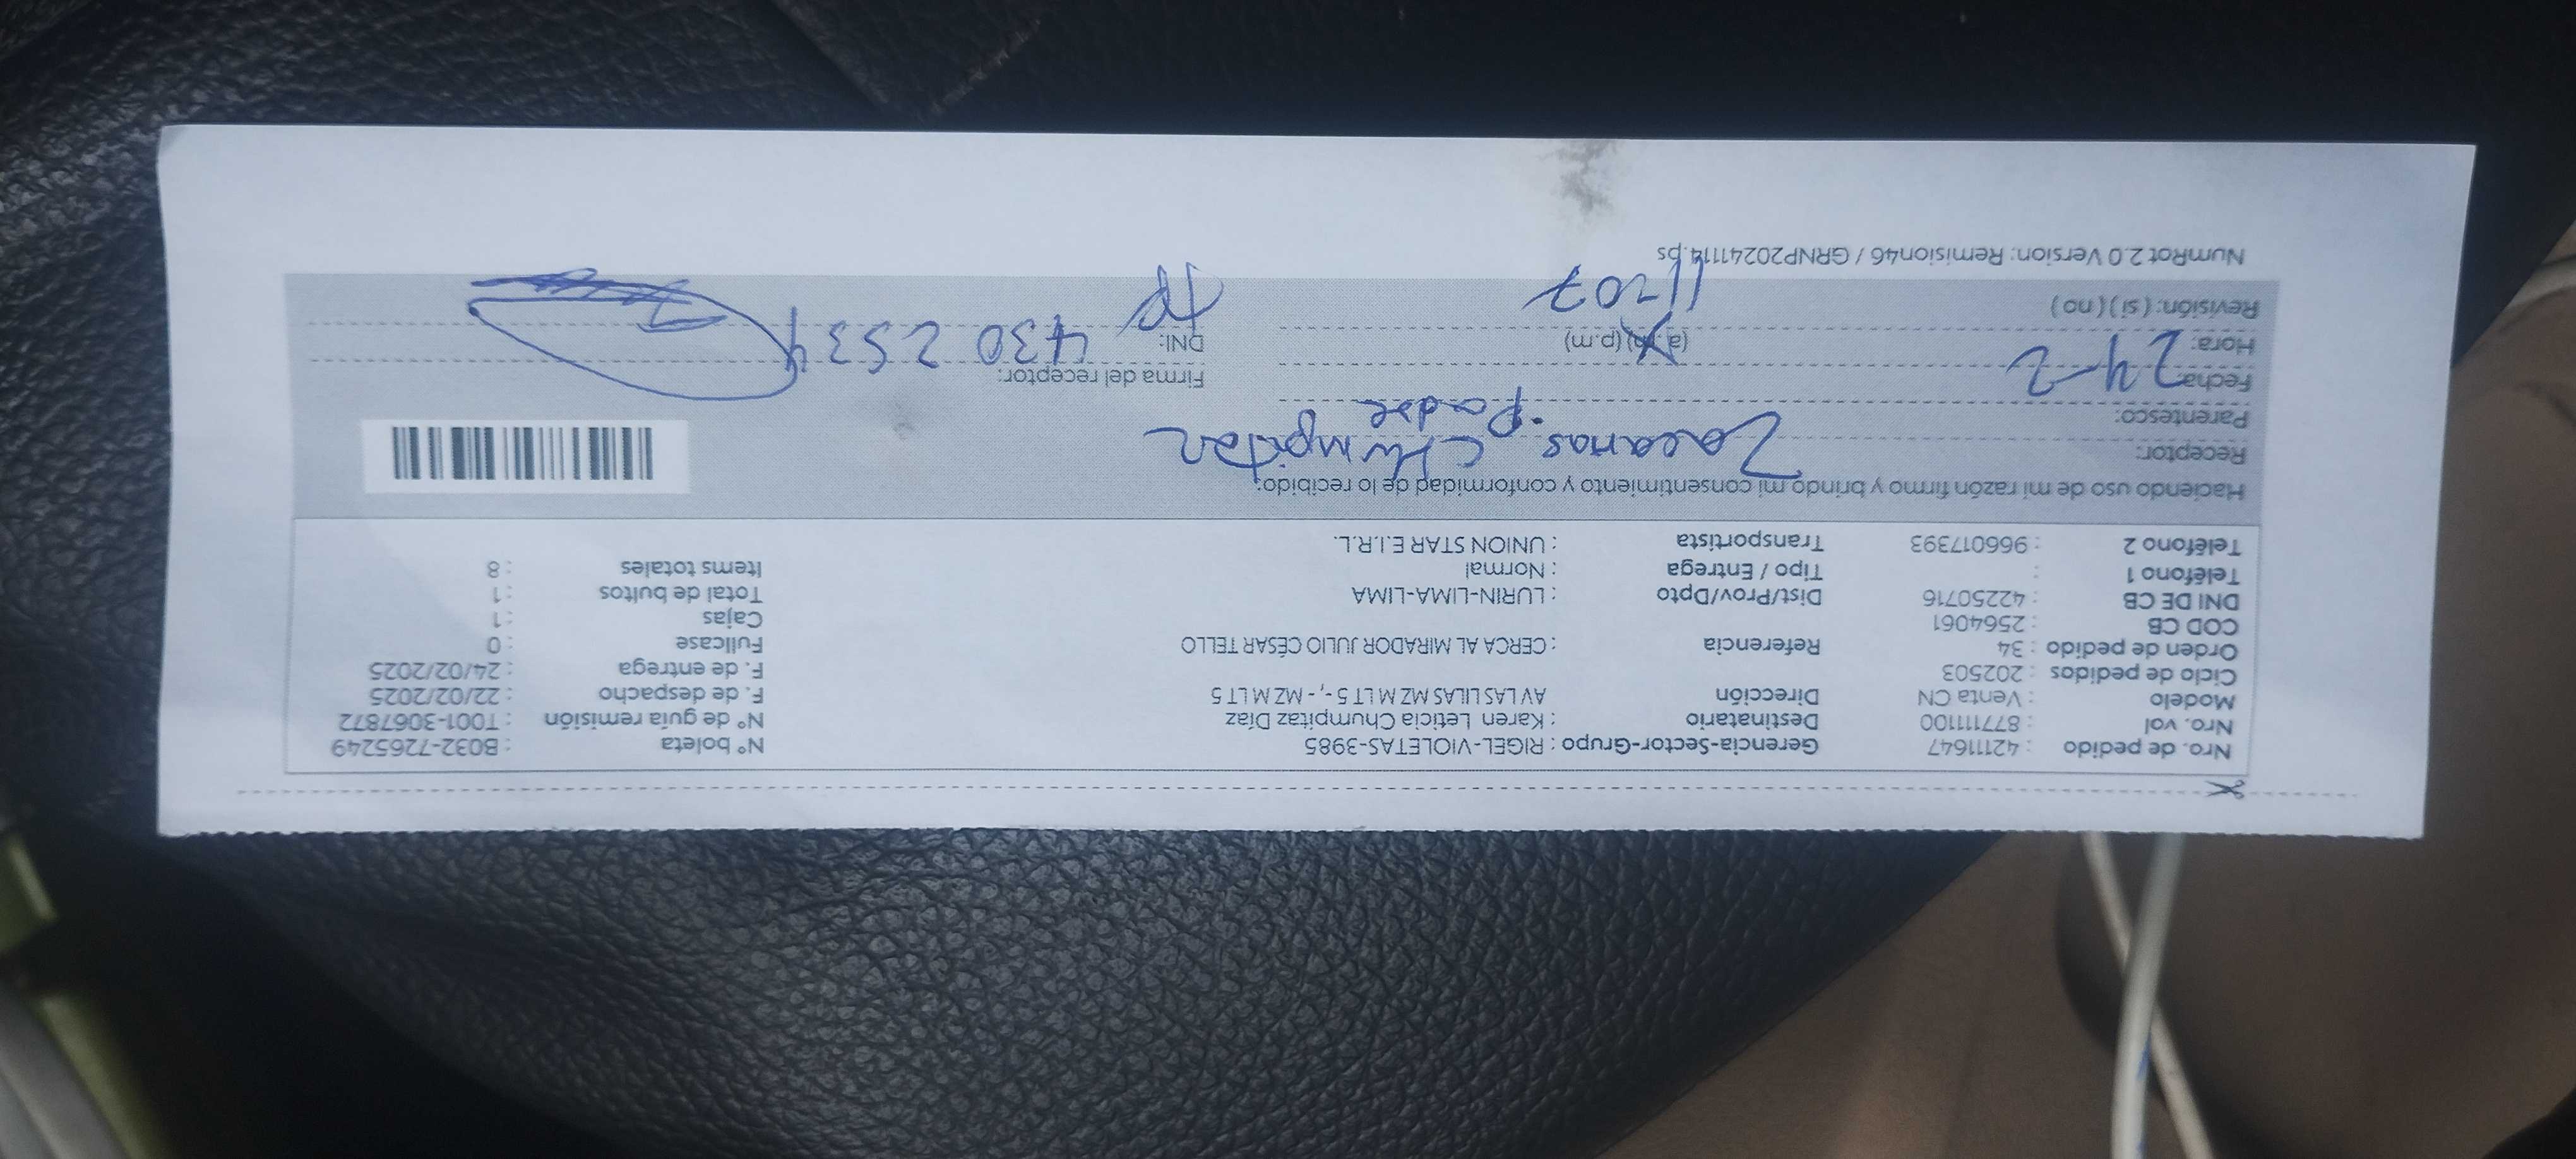 Nro. de pedido : 42111647 Gerencia-Sector-Grupo : RIGEL-VIOLETAS-3985 N° boleta : B032-7265249
Nro. vol : 877111100 Destinatario : Karen Leticia Chumpitaz Díaz N° de guía remisión : T001-3067872
Modelo : Venta CN Dirección AV LAS LILAS MZ M LT 5 -, - MZ M LT 5 F. de despacho : 22/02/2025
Ciclo de pedidos : 202503 F. de entrega : 24/02/2025
Orden de pedido : 34 Referencia : CERCA AL MIRADOR JULIO CÉSAR TELLO Fullcase : 0
COD CB : 2564061 Cajas : 1
DNI DE CB : 42250716 Dist/Prov/Dpto : LURIN-LIMA-LIMA Total de bultos : 1
Teléfono 1 : Tipo / Entrega : Normal Items totales : 8
Teléfono 2 : 966017393 Transportista : UNION STAR E.I.R.L.
Haciendo uso de mi razón firmo y brindo mi consentimiento y conformidad de lo recibido:
Receptor: Zacarias Chumpitaz
Parentesco: Padre
Fecha: 24-2 Firma del receptor:
Hora: (a.m) (p.m) DNI: 430 2534
Revisión: ( si ) ( no ) 11-207
NumRot 2.0 Version: Remision46 / GRNP20241114.ps